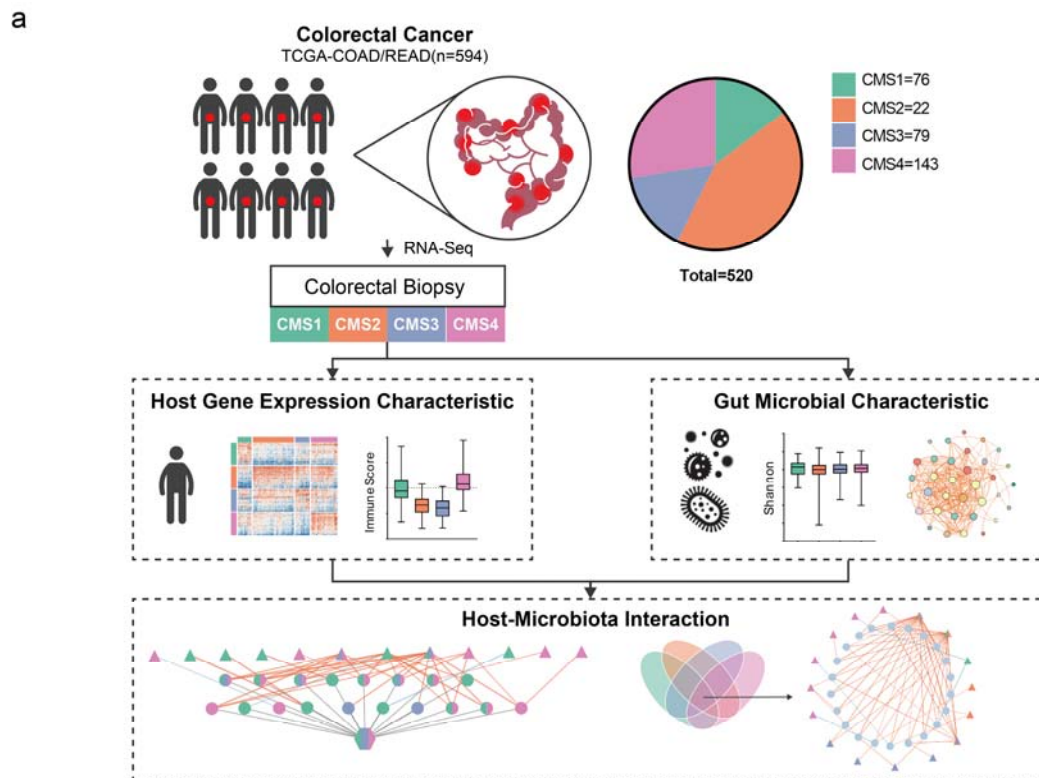 a
Colorectal Cancer
TCGA-COAD/READ(n=594)
CMS1=76
CMS2=22
CMS3=79
CMS4=143
Total=520
RNA-Seq
Colorectal Biopsy
CMS1 CMS2 CMS3 CMS4
Host Gene Expression Characteristic
Immune Score
Gut Microbial Characteristic
Shannon
Host-Microbiota Interaction